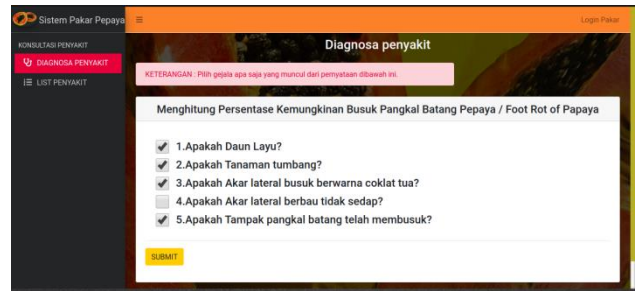 Sistem Pakar Pepaya
Login Pakar
KONSULTASI PENYAKIT
DIAGNOSA PENYAKIT
LIST PENYAKIT
Diagnosa penyakit
KETERANGAN : Pilih gejala apa saja yang muncul dari pernyataan dibawah ini.
Menghitung Persentase Kemungkinan Busuk Pangkal Batang Pepaya / Foot Rot of Papaya
1.Apakah Daun Layu?
2.Apakah Tanaman tumbang?
3.Apakah Akar lateral busuk berwarna coklat tua?
4.Apakah Akar lateral berbau tidak sedap?
5.Apakah Tampak pangkal batang telah membusuk?
SUBMIT